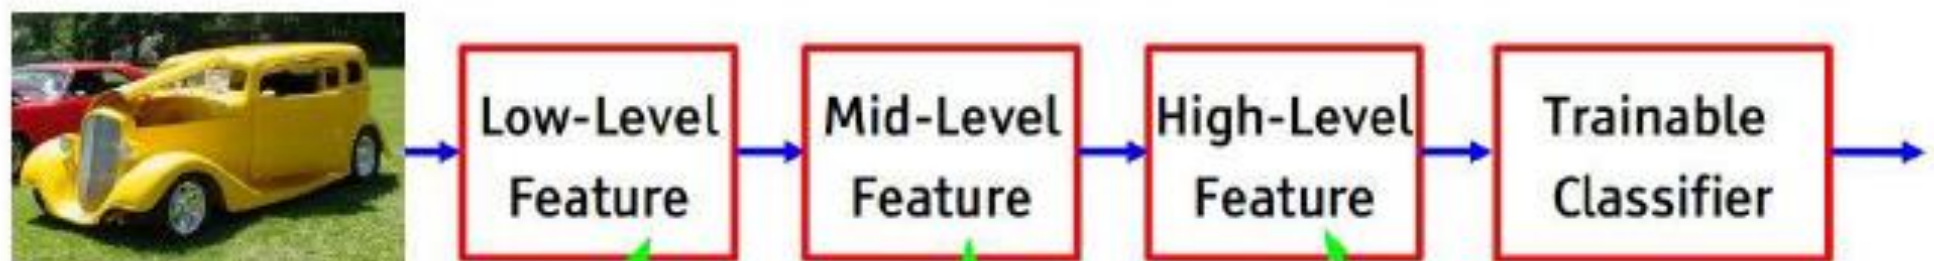 Low-Level
Feature
Mid-Level
Feature
High-Level
Feature
Trainable
Classifier